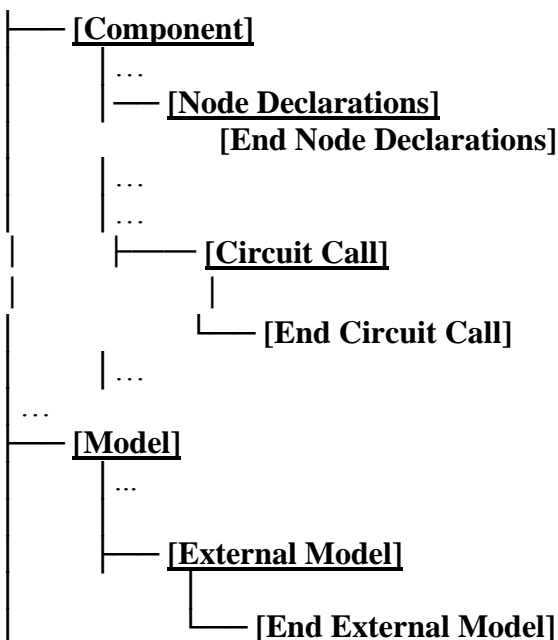 [Component]
...
[Node Declarations]
[End Node Declarations]
...
...
[Circuit Call]
[End Circuit Call]
...
...
[Model]
...
[External Model]
[End External Model]